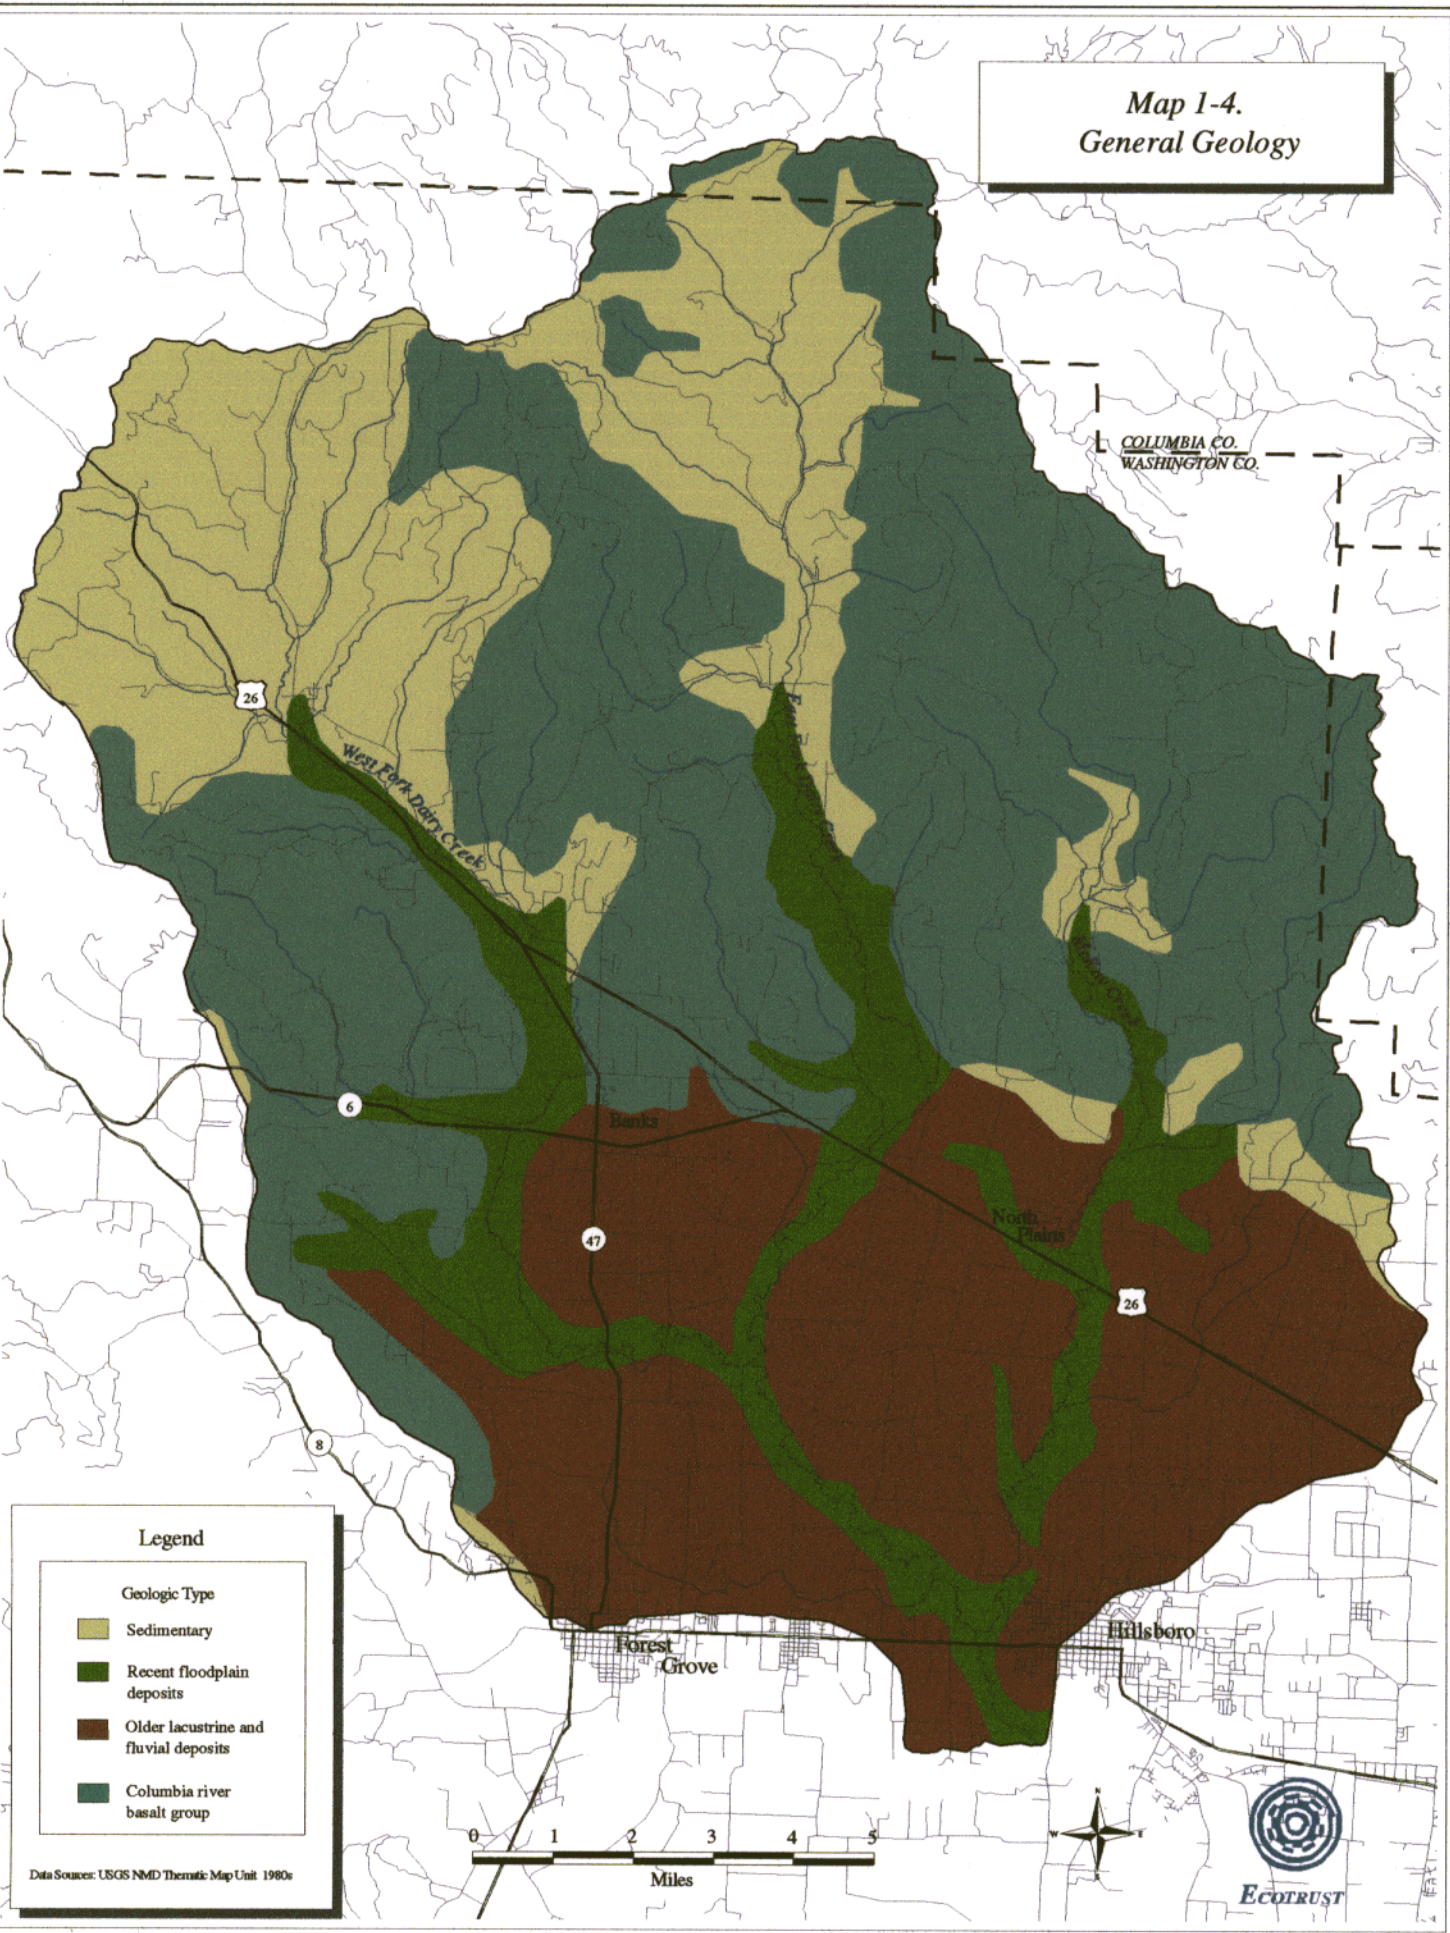 Map 1-4.
General Geology
COLUMBIA CO.
WASHINGTON CO.
26
West Fork Dairy Creek
McKay Creek
6
Banks
47
North
Plains
26
8
Legend
Geologic Type
Sedimentary
Recent floodplain
deposits
Older lacustrine and
fluvial deposits
Columbia river
basalt group
Data Sources: USGS NMD Thematic Map Unit 1980s
Forest
Grove
Hillsboro
0 1 2 3 4 5
Miles
N
W E
S
ECOTRUST